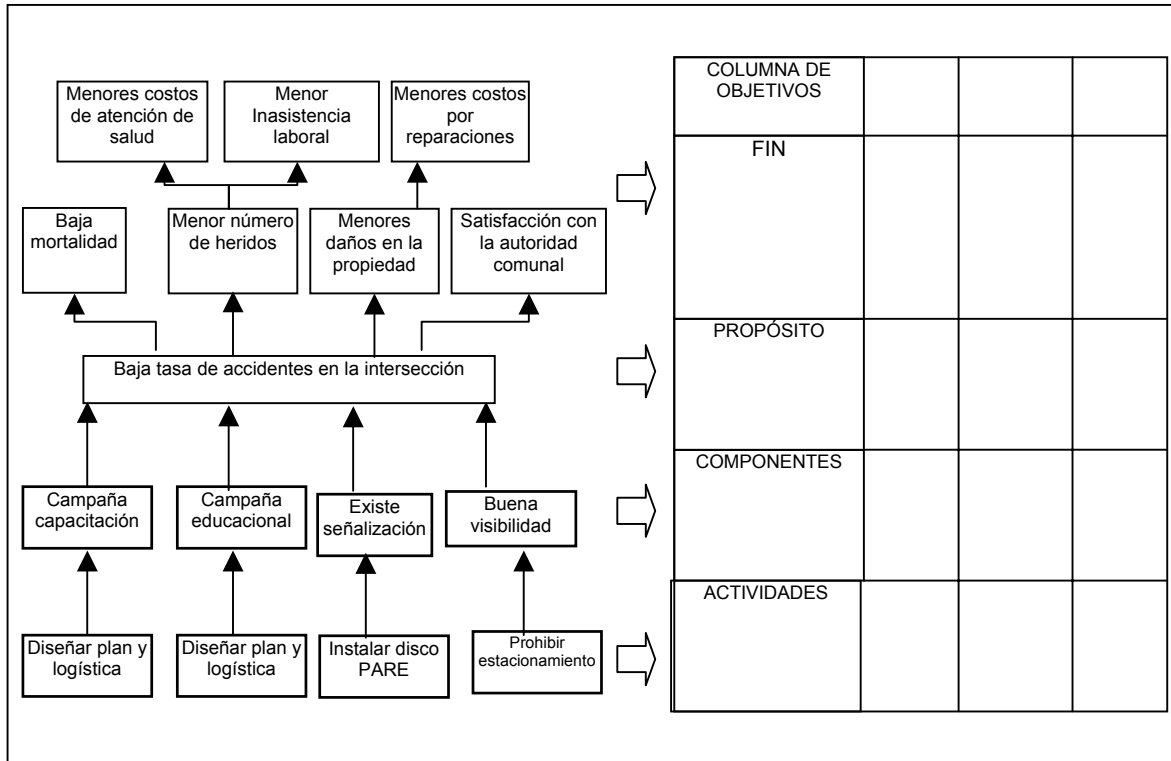 Menores costos
de atención de
salud
Menor
Inasistencia
laboral
Menores costos
por
reparaciones
Baja
mortalidad
Menor número
de heridos
Menores
daños en la
propiedad
Satisfacción con
la autoridad
comunal
Baja tasa de accidentes en la intersección
Campaña
capacitación
Campaña
educacional
Existe
señalización
Buena
visibilidad
Diseñar plan y
logística
Diseñar plan y
logística
Instalar disco
PARE
Prohibir
estacionamiento
COLUMNA DE
OBJETIVOS
FIN
PROPÓSITO
COMPONENTES
ACTIVIDADES